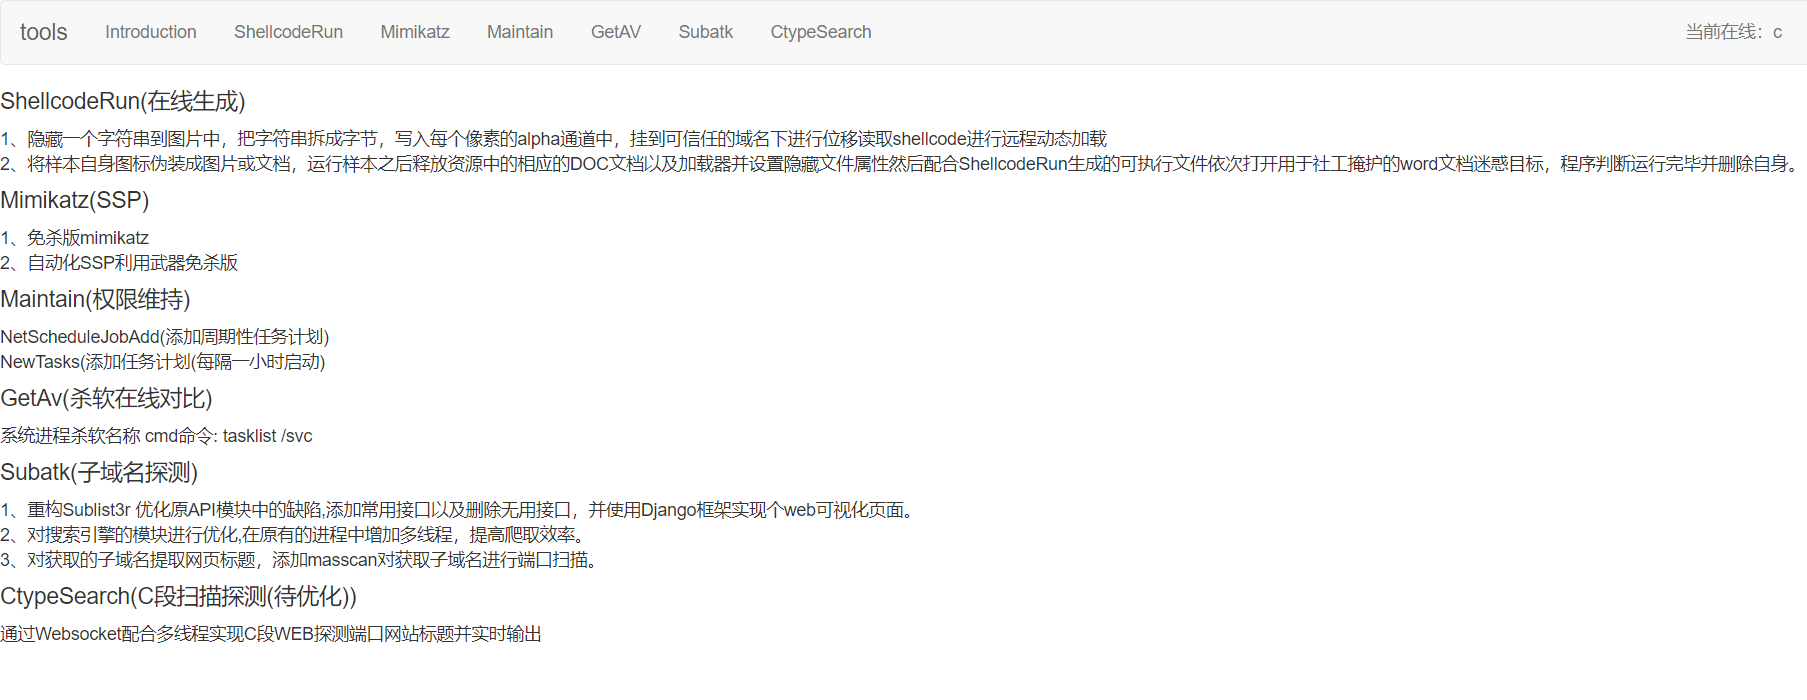 tools Introduction ShellcodeRun Mimikatz Maintain GetAV Subatk CtypeSearch 当前在线：c
ShellcodeRun(在线生成)
1、隐藏一个字符串到图片中，把字符串拆成字节，写入每个像素的alpha通道中，挂到可信任的域名下进行位移读取shellcode进行远程动态加载
2、将样本自身图标伪装成图片或文档，运行样本之后释放资源中的相应的DOC文档以及加载器并设置隐藏文件属性然后配合ShellcodeRun生成的可执行文件依次打开用于社工掩护的word文档迷惑目标，程序判断运行完毕并删除自身。
Mimikatz(SSP)
1、免杀版mimikatz
2、自动化SSP利用武器免杀版
Maintain(权限维持)
NetScheduleJobAdd(添加周期性任务计划)
NewTasks(添加任务计划(每隔一小时启动)
GetAv(杀软在线对比)
系统进程杀软名称 cmd命令: tasklist /svc
Subatk(子域名探测)
1、重构Sublist3r 优化原API模块中的缺陷,添加常用接口以及删除无用接口，并使用Django框架实现个web可视化页面。
2、对搜索引擎的模块进行优化,在原有的进程中增加多线程，提高爬取效率。
3、对获取的子域名提取网页标题，添加masscan对获取子域名进行端口扫描。
CtypeSearch(C段扫描探测(待优化))
通过Websocket配合多线程实现C段WEB探测端口网站标题并实时输出